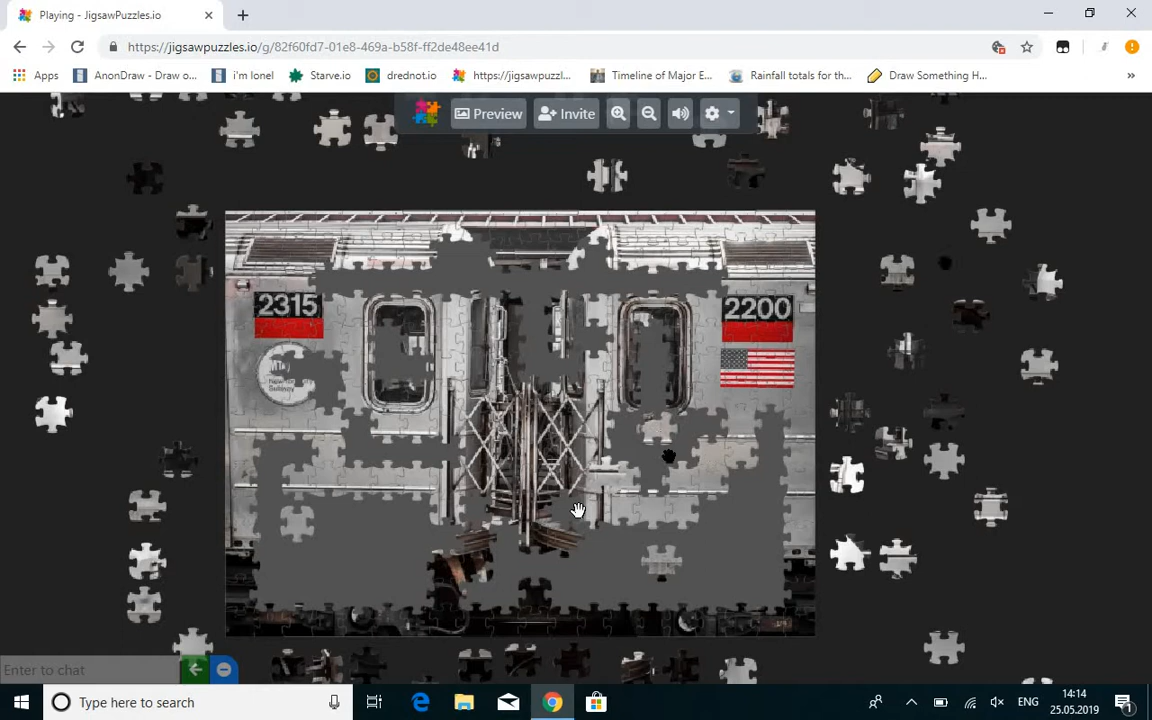 Playing - JigsawPuzzles.io
https://jigsawpuzzles.io/g/82f60fd7-01e8-469a-b58f-ff2de48ee41d
Apps AnonDraw - Draw o... i'm lonel Starve.io drednot.io https://jigsawpuzzl... Timeline of Major E... Rainfall totals for th... Draw Something H... »
Preview Invite
2315 2200
Subway
Enter to chat
Type here to search ENG 14:14
25.05.2019
1